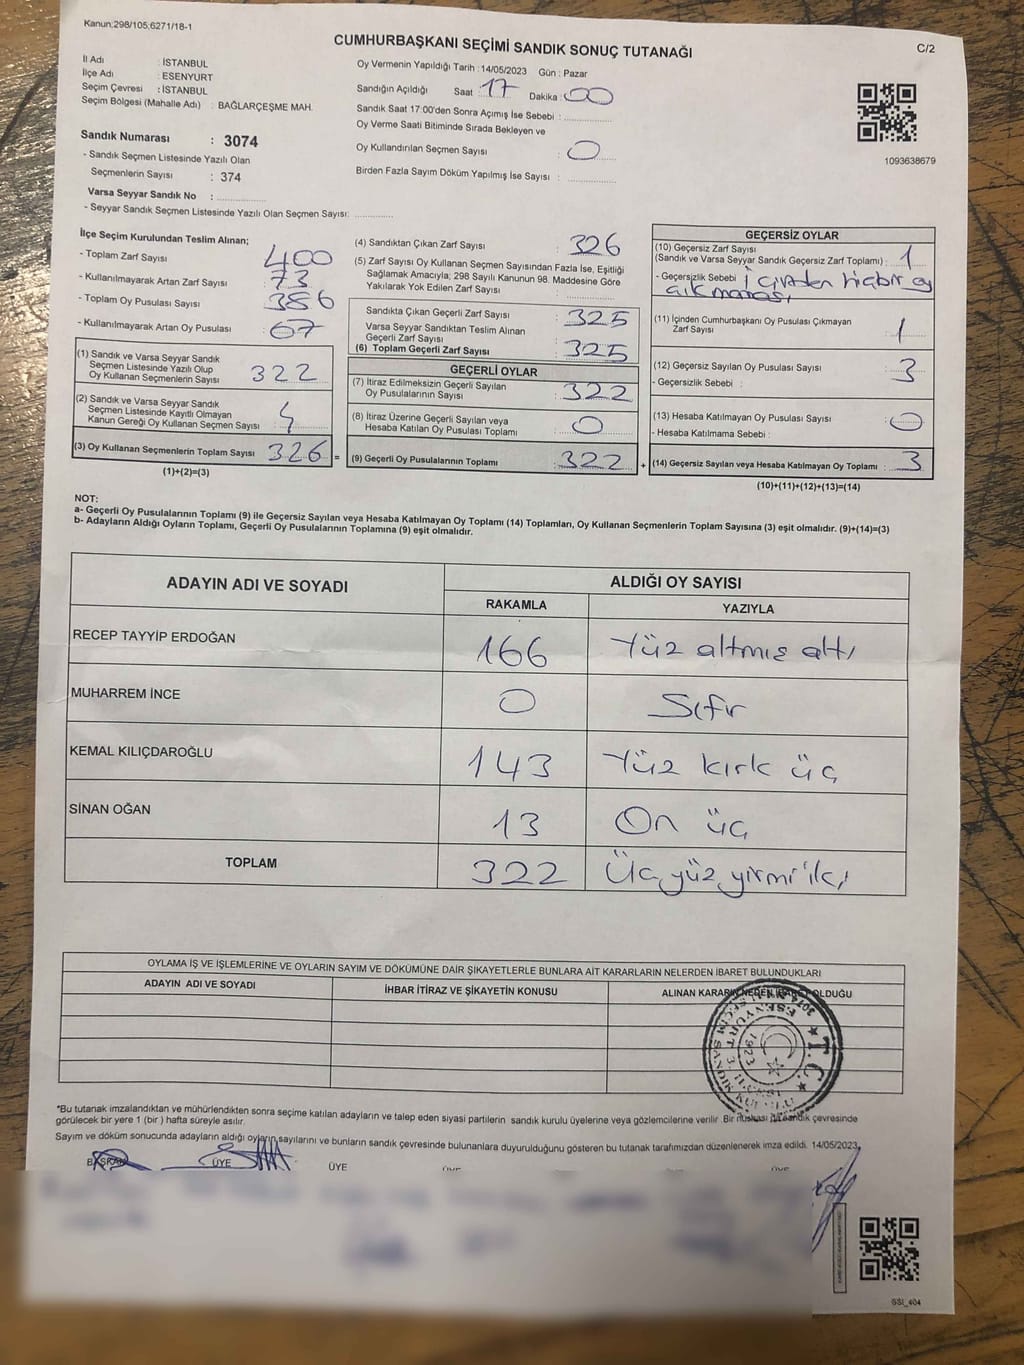 Kanun:298/105,6271/18-1
CUMHURBAŞKANI SEÇİMİ SANDIK SONUÇ TUTANAĞI
C/2
İl Adı : İSTANBUL
İlçe Adı : ESENYURT
Seçim Çevresi : İSTANBUL
Seçim Bölgesi (Mahalle Adı) : BAĞLARÇEŞME MAH.
Sandık Numarası : 3074
- Sandık Seçmen Listesinde Yazılı Olan
Seçmenlerin Sayısı : 374
Varsa Seyyar Sandık No :
- Seyyar Sandık Seçmen Listesinde Yazılı Olan Seçmen Sayısı:
Oy Vermenin Yapıldığı Tarih : 14/05/2023 Gün : Pazar
Sandığın Açıldığı Saat : 17 Dakika : 00
Sandık Saat 17:00'den Sonra Açımış İse Sebebi :
Oy Verme Saati Bitiminde Sırada Bekleyen ve
Oy Kullandırılan Seçmen Sayısı : 0
Birden Fazla Sayım Döküm Yapılmış İse Sayısı :
1093638679
İlçe Seçim Kurulundan Teslim Alınan;
- Toplam Zarf Sayısı : 400
- Kullanılmayarak Artan Zarf Sayısı : 73
- Toplam Oy Pusulası Sayısı : 386
- Kullanılmayarak Artan Oy Pusulası : 67
(1) Sandık ve Varsa Seyyar Sandık
Seçmen Listesinde Yazılı Olup
Oy Kullanan Seçmenlerin Sayısı 322
(2) Sandık ve Varsa Seyyar Sandık
Seçmen Listesinde Kayıtlı Olmayan
Kanun Gereği Oy Kullanan Seçmen Sayısı 4
(3) Oy Kullanan Seçmenlerin Toplam Sayısı 326 =
(1)+(2)=(3)
(4) Sandıktan Çıkan Zarf Sayısı : 326
(5) Zarf Sayısı Oy Kullanan Seçmen Sayısından Fazla İse, Eşitliği
Sağlamak Amacıyla; 298 Sayılı Kanunun 98. Maddesine Göre
Yakılarak Yok Edilen Zarf Sayısı :
Sandıkta Çıkan Geçerli Zarf Sayısı : 325
Varsa Seyyar Sandıktan Teslim Alınan
Geçerli Zarf Sayısı :
(6) Toplam Geçerli Zarf Sayısı : 325
GEÇERLİ OYLAR
(7) İtiraz Edilmeksizin Geçerli Sayılan
Oy Pusulalarının Sayısı : 322
(8) İtiraz Üzerine Geçerli Sayılan veya
Hesaba Katılan Oy Pusulası Toplamı : 0
(9) Geçerli Oy Pusulalarının Toplamı : 322 +
GEÇERSİZ OYLAR
(10) Geçersiz Zarf Sayısı
(Sandık ve Varsa Seyyar Sandık Geçersiz Zarf Toplamı) : 1
- Geçersizlik Sebebi : İçinden hiçbir oy
çıkmaması
(11) İçinden Cumhurbaşkanı Oy Pusulası Çıkmayan
Zarf Sayısı : 1
(12) Geçersiz Sayılan Oy Pusulası Sayısı : 3
- Geçersizlik Sebebi :
(13) Hesaba Katılmayan Oy Pusulası Sayısı : 0
- Hesaba Katılmama Sebebi :
(14) Geçersiz Sayılan veya Hesaba Katılmayan Oy Toplamı : 3
(10)+(11)+(12)+(13)=(14)
NOT:
a- Geçerli Oy Pusulalarının Toplamı (9) ile Geçersiz Sayılan veya Hesaba Katılmayan Oy Toplamı (14) Toplamları, Oy Kullanan Seçmenlerin Toplam Sayısına (3) eşit olmalıdır. (9)+(14)=(3)
b- Adayların Aldığı Oyların Toplamı, Geçerli Oy Pusulalarının Toplamına (9) eşit olmalıdır.
ADAYIN ADI VE SOYADI
ALDIĞI OY SAYISI
RAKAMLA YAZIYLA
RECEP TAYYİP ERDOĞAN 166 Yüz altmış altı
MUHARREM İNCE 0 Sıfır
KEMAL KILIÇDAROĞLU 143 Yüz kırk üç
SİNAN OĞAN 13 On üç
TOPLAM 322 Üç yüz yirmi iki
OYLAMA İŞ VE İŞLEMLERİNE VE OYLARIN SAYIM VE DÖKÜMÜNE DAİR ŞİKAYETLERLE BUNLARA AİT KARARLARIN NELERDEN İBARET BULUNDUKLARI
ADAYIN ADI VE SOYADI İHBAR İTİRAZ VE ŞİKAYETİN KONUSU ALINAN KARARIN NEDEN İBARET OLDUĞU
T.C.
ESENYURT 3. İLÇESİ
1923
*Bu tutanak imzalandıktan ve mühürlendikten sonra seçime katılan adayların ve talep eden siyasi partilerin sandık kurulu üyelerine veya gözlemcilerine verilir. Bir nüshası da sandık çevresinde
görülecek bir yere 1 (bir) hafta süreyle asılır.
Sayım ve döküm sonucunda adayların aldığı oyların sayılarını ve bunların sandık çevresinde bulunanlara duyurulduğunu gösteren bu tutanak tarafımızdan düzenlenerek imza edildi. 14/05/2023
BAŞKAN ÜYE ÜYE
GSI_404